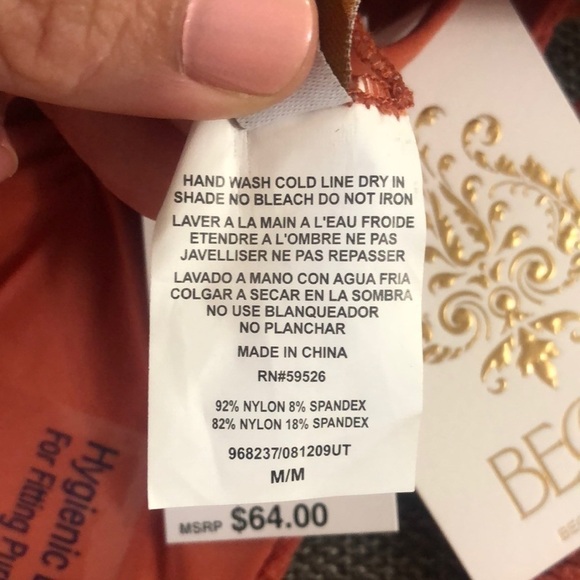 HAND WASH COLD LINE DRY IN
SHADE NO BLEACH DO NOT IRON
LAVER A LA MAIN A L'EAU FROIDE
ETENDRE A L'OMBRE NE PAS
JAVELLISER NE PAS REPASSER
LAVADO A MANO CON AGUA FRIA
COLGAR A SECAR EN LA SOMBRA
NO USE BLANQUEADOR
NO PLANCHAR
MADE IN CHINA
RN#59526
92% NYLON 8% SPANDEX
82% NYLON 18% SPANDEX
968237/081209UT
M/M
MSRP $64.00
Hygienic
For Fitting
BEC
BE